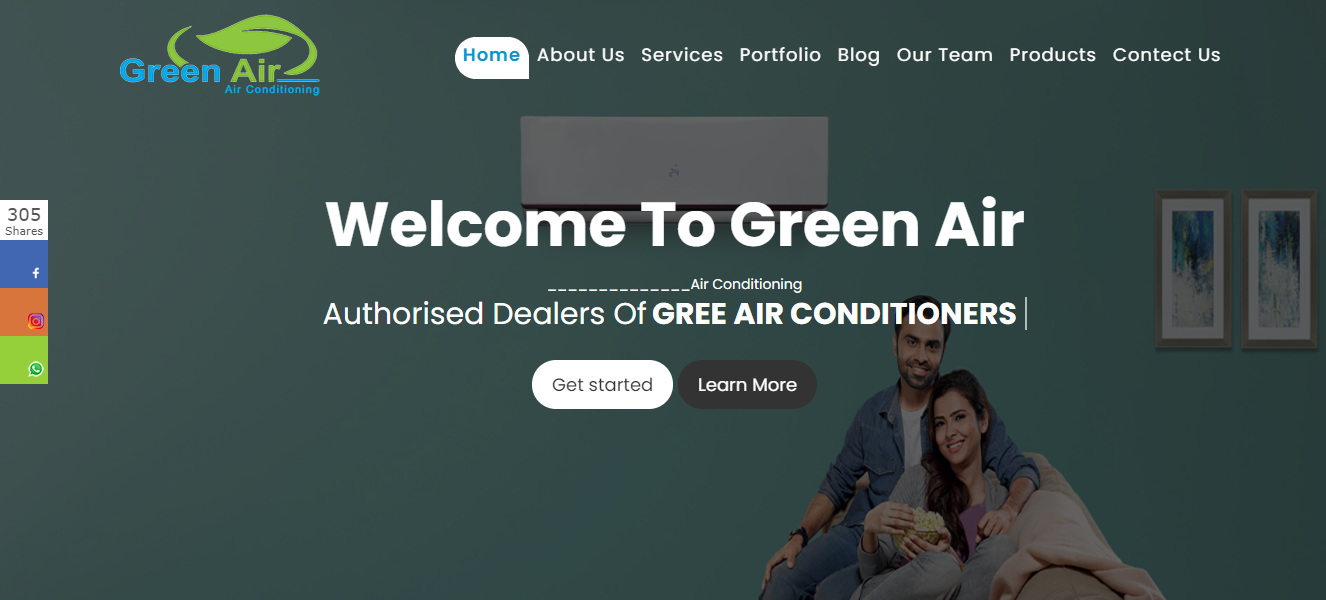 Green Air
Air Conditioning
Home About Us Services Portfolio Blog Our Team Products Contect Us
305
Shares
Welcome To Green Air
______________Air Conditioning
Authorised Dealers Of GREE AIR CONDITIONERS
Get started Learn More